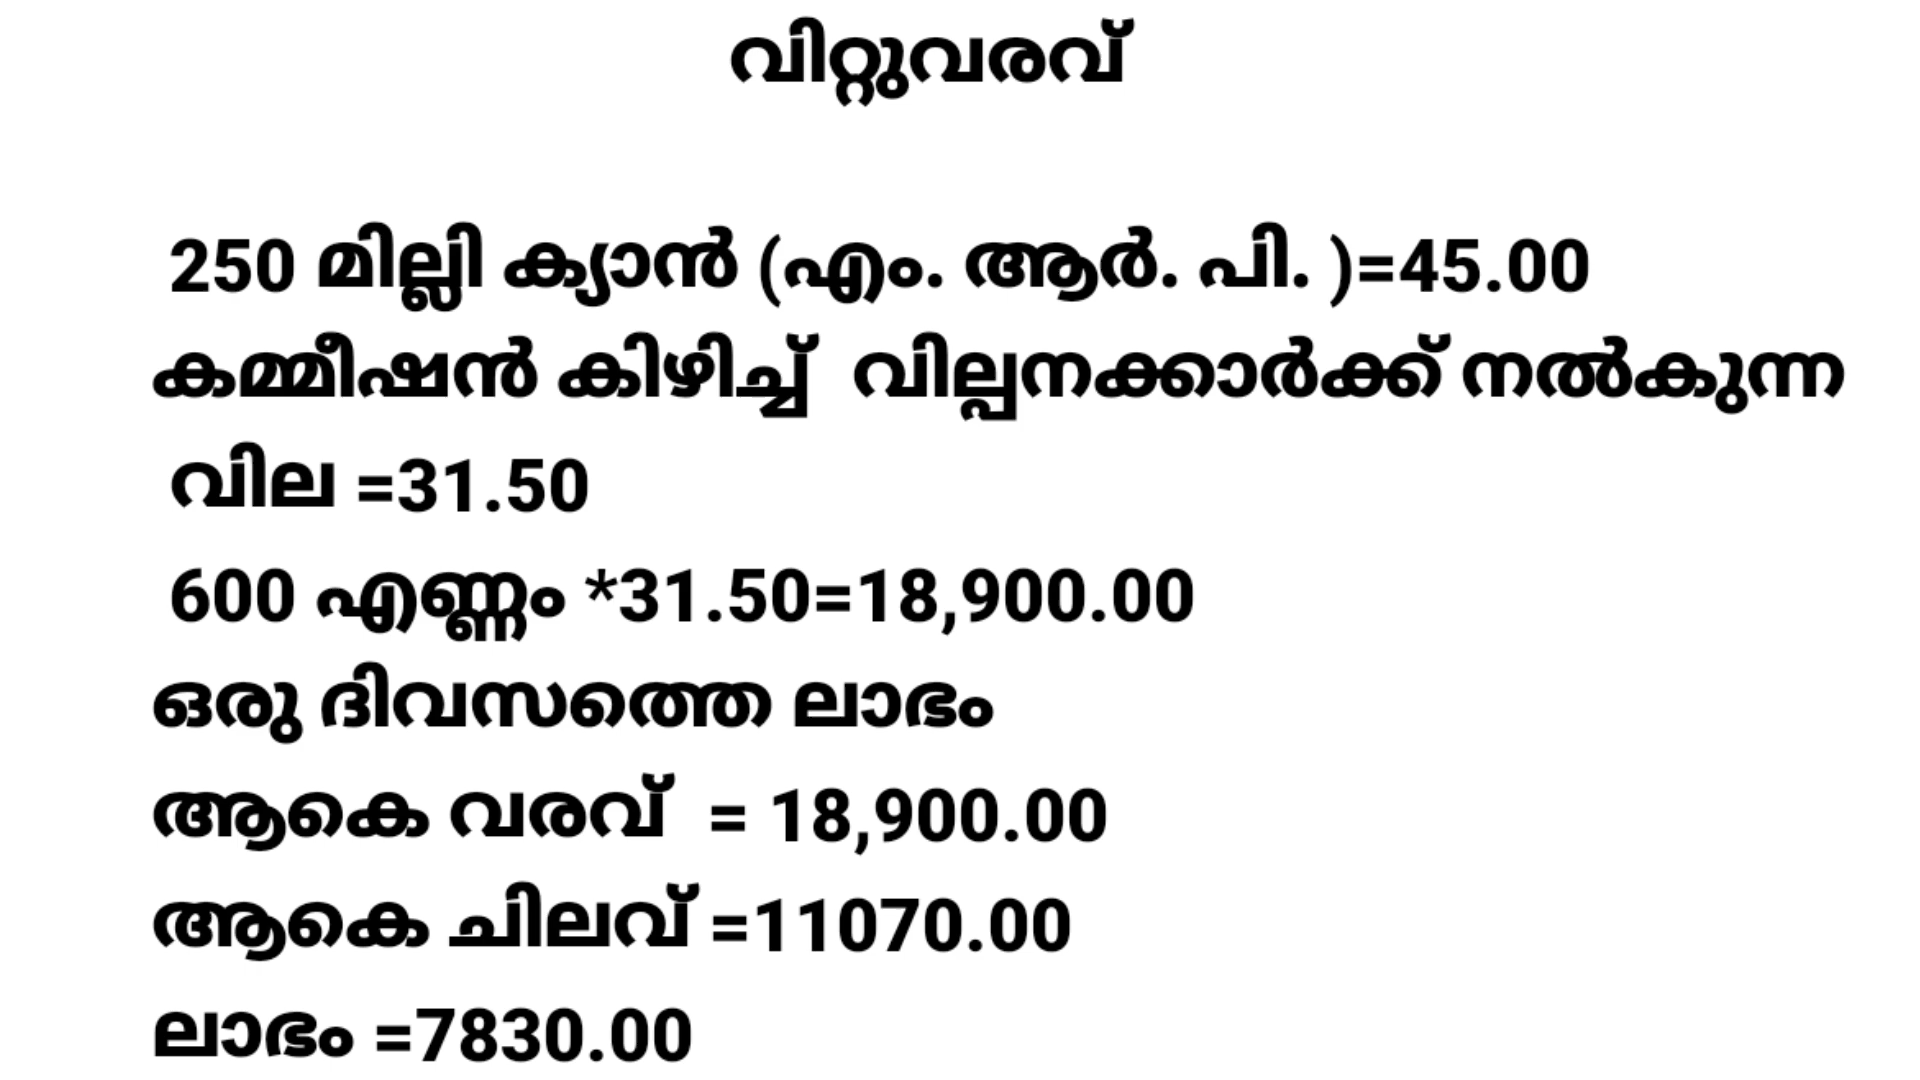 വിറ്റുവരവ്
250 മില്ലി ക്യാൻ (എം. ആർ. പി. )=45.00
കമ്മീഷൻ കിഴിച്ച് വില്പനക്കാർക്ക് നൽകുന്ന
വില =31.50
600 എണ്ണം *31.50=18,900.00
ഒരു ദിവസത്തെ ലാഭം
ആകെ വരവ് = 18,900.00
ആകെ ചിലവ് =11070.00
ലാഭം =7830.00